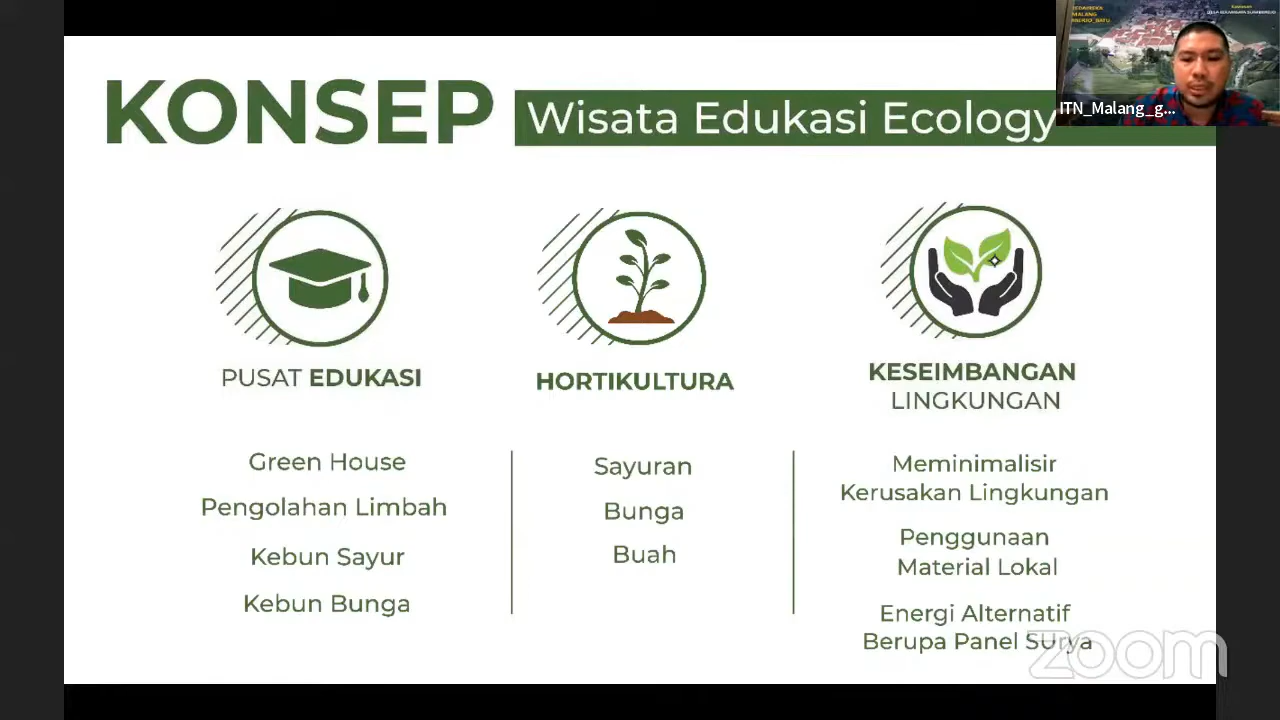 KONSEP
Wisata Edukasi Ecology
ITN_Malang_g...
PUSAT EDUKASI
Green House
Pengolahan Limbah
Kebun Sayur
Kebun Bunga
HORTIKULTURA
Sayuran
Bunga
Buah
KESEIMBANGAN
LINGKUNGAN
Meminimalisir
Kerusakan Lingkungan
Penggunaan
Material Lokal
Energi Alternatif
Berupa Panel Surya
zoom